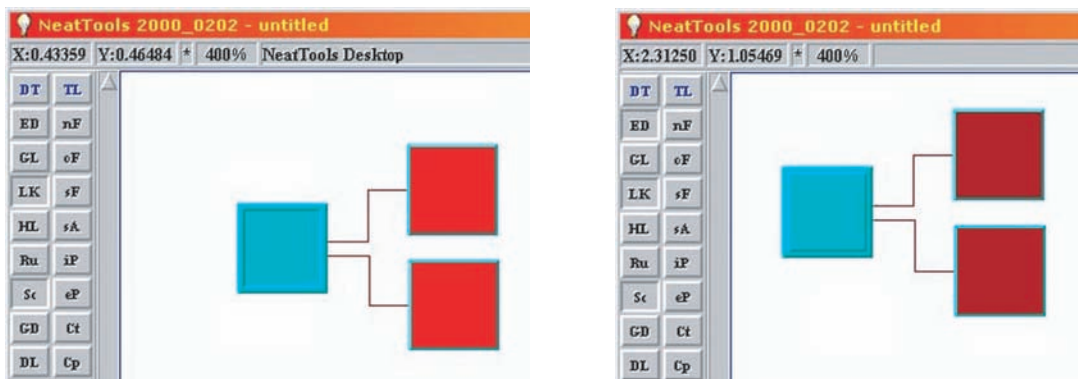 NeatTools 2000_0202 - untitled
X:0.43359 Y:0.46484 * 400% NeatTools Desktop
DT TL
ED nF
GL oF
LK sF
HL sA
Ru iP
Sc eP
GD Ct
DL Cp
NeatTools 2000_0202 - untitled
X:2.31250 Y:1.05469 * 400%
DT TL
ED nF
GL oF
LK sF
HL sA
Ru iP
Sc eP
GD Ct
DL Cp